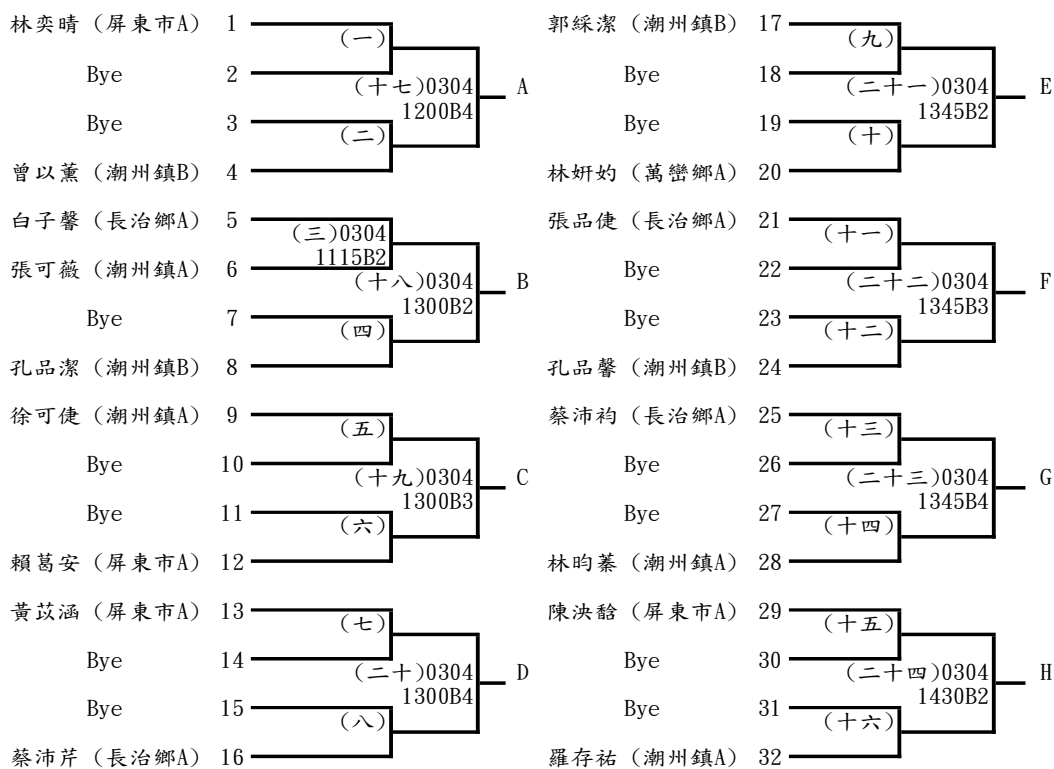 林奕晴 (屏東市A) 1
(一)
Bye 2
(十七)0304
1200B4
A
Bye 3
(二)
曾以薰 (潮州鎮B) 4
白子馨 (長治鄉A) 5
(三)0304
1115B2
張可薇 (潮州鎮A) 6
(十八)0304
1300B2
B
Bye 7
(四)
孔品潔 (潮州鎮B) 8
徐可倢 (潮州鎮A) 9
(五)
Bye 10
(十九)0304
1300B3
C
Bye 11
(六)
賴葛安 (屏東市A) 12
黃苡涵 (屏東市A) 13
(七)
Bye 14
(二十)0304
1300B4
D
Bye 15
(八)
蔡沛芹 (長治鄉A) 16
郭綵潔 (潮州鎮B) 17
(九)
Bye 18
(二十一)0304
1345B2
E
Bye 19
(十)
林妍妁 (萬巒鄉A) 20
張品倢 (長治鄉A) 21
(十一)
Bye 22
(二十二)0304
1345B3
F
Bye 23
(十二)
孔品馨 (潮州鎮B) 24
蔡沛袀 (長治鄉A) 25
(十三)
Bye 26
(二十三)0304
1345B4
G
Bye 27
(十四)
林昀蓁 (潮州鎮A) 28
陳泱馠 (屏東市A) 29
(十五)
Bye 30
(二十四)0304
1430B2
H
Bye 31
(十六)
羅存祐 (潮州鎮A) 32